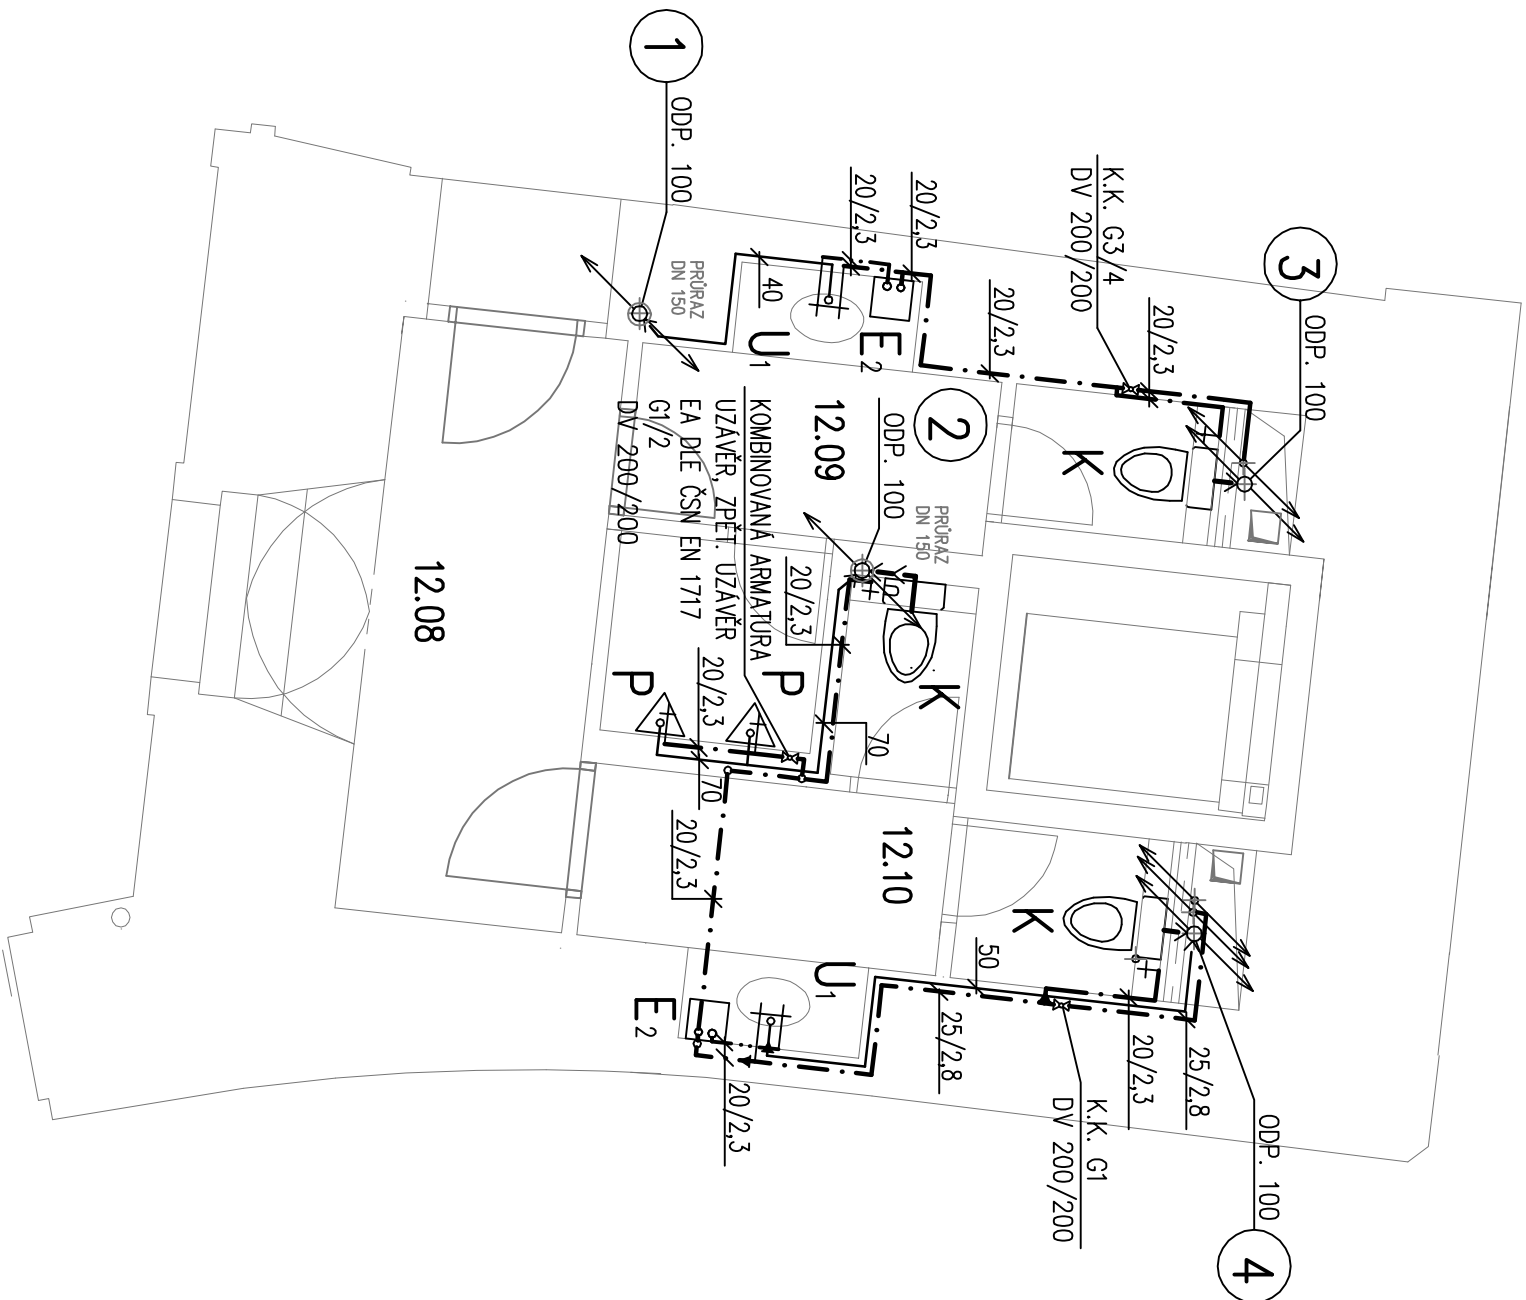 1
ODP. 100
PRŮRAZ
DN 150
40
20/2,3
20/2,3
U1
E2
20/2,3
K.K. G3/4
DV 200/200
20/2,3
3
ODP. 100
K
2
ODP. 100
12.09
PRŮRAZ
DN 150
KOMBINOVANÁ ARMATURA
UZÁVĚR, ZPĚT. UZÁVĚR
EA DLE ČSN EN 1717
G1/2
DV 200/200
12.08
20/2,3
K
P
P
20/2,3
70
70
20/2,3
12.10
K
U1
E2
50
25/2,8
20/2,3
25/2,8
20/2,3
K.K. G1
DV 200/200
ODP. 100
4